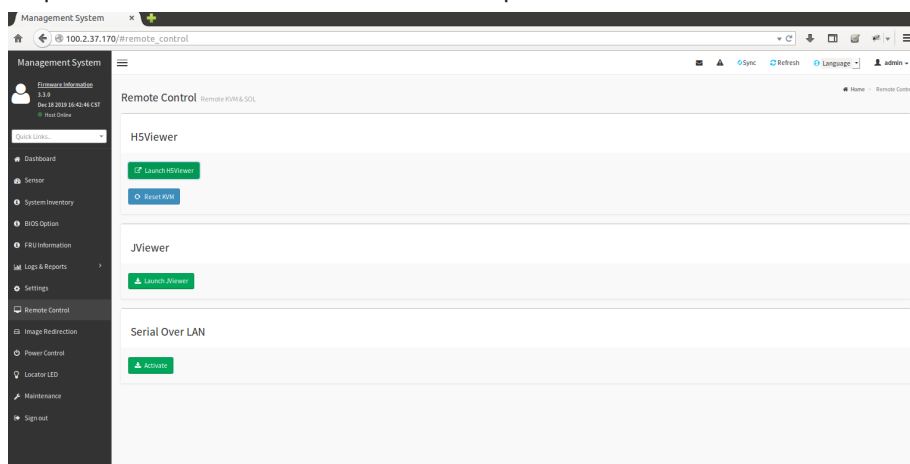 Management System
100.2.37.170/#remote_control
Management System
Sync
Refresh
Language
admin
Firmware Information
3.3.0
Dec 18 2019 16:42:46 CST
Host Online
Remote Control Remote KVM & SOL
Home
Remote Contr
Quick Links...
Dashboard
Sensor
System Inventory
BIOS Option
FRU Information
Logs & Reports
Settings
Remote Control
Image Redirection
Power Control
Locator LED
Maintenance
Sign out
H5Viewer
Launch H5Viewer
Reset KVM
JViewer
Launch JViewer
Serial Over LAN
Activate